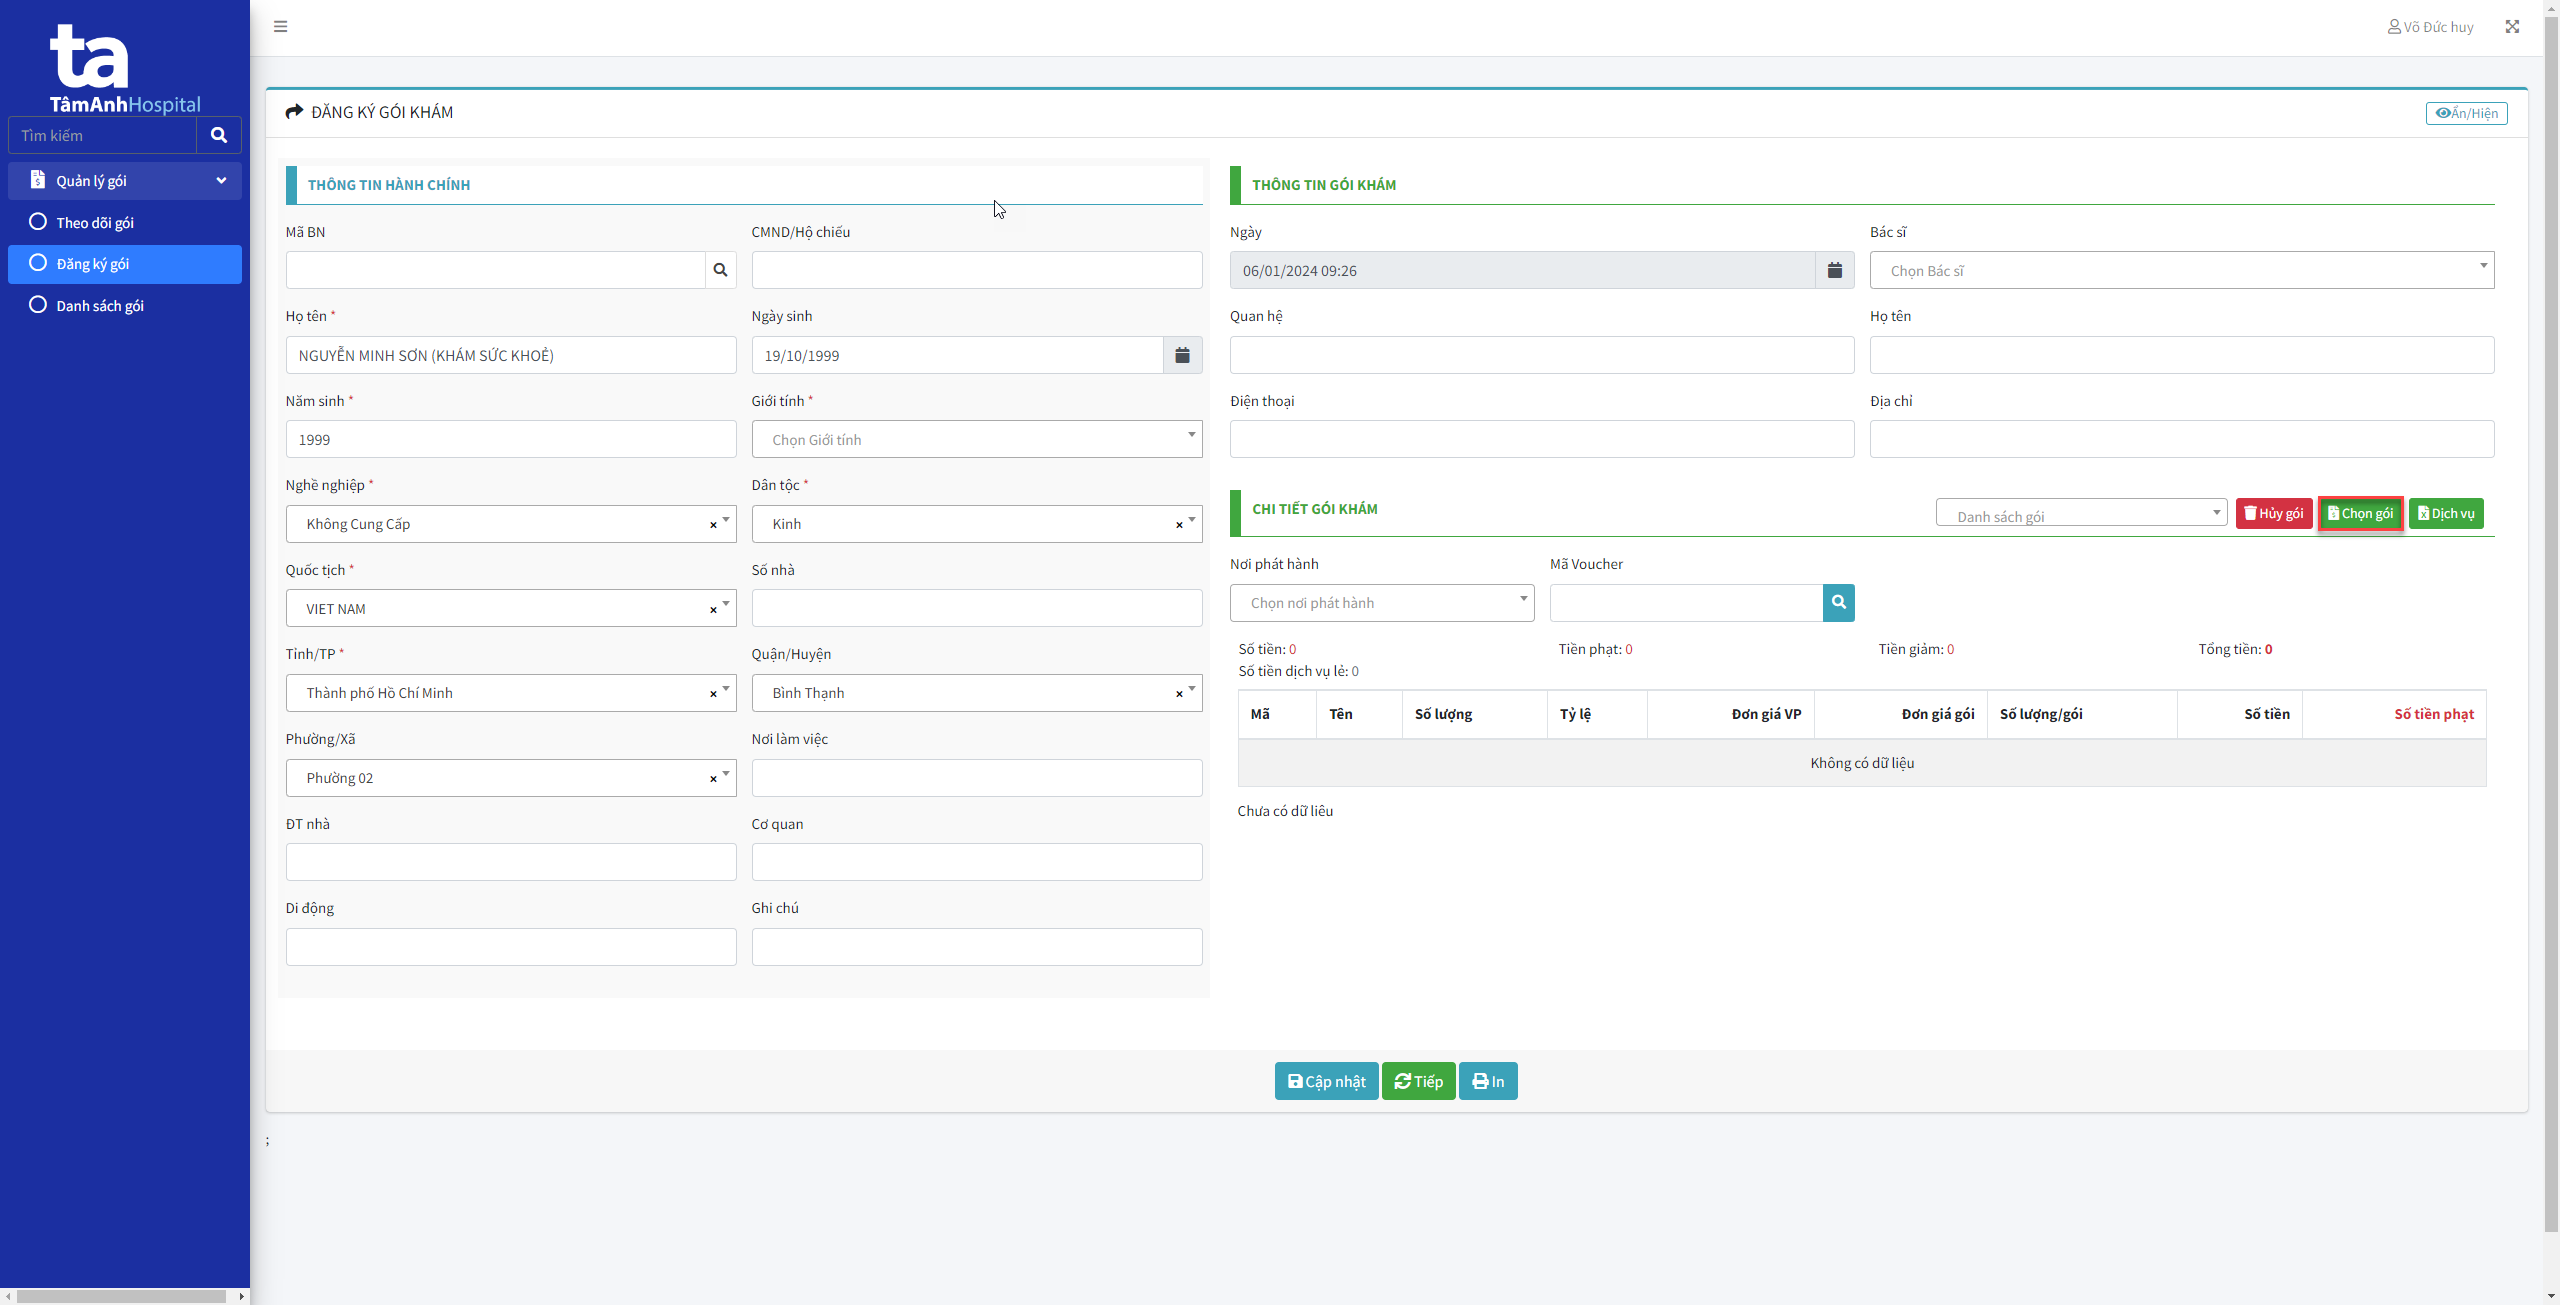 ta
TâmAnhHospital
Tìm kiếm
Quản lý gói
Theo dõi gói
Đăng ký gói
Danh sách gói
Võ Đức huy
ĐĂNG KÝ GÓI KHÁM
Ẩn/Hiện
THÔNG TIN HÀNH CHÍNH
Mã BN
CMND/Hộ chiếu
Họ tên *
Ngày sinh
NGUYỄN MINH SƠN (KHÁM SỨC KHOẺ)
19/10/1999
Năm sinh *
Giới tính *
1999
Chọn Giới tính
Nghề nghiệp *
Dân tộc *
Không Cung Cấp
×
Kinh
×
Quốc tịch *
Số nhà
VIET NAM
×
Tỉnh/TP *
Quận/Huyện
Thành phố Hồ Chí Minh
×
Bình Thạnh
×
Phường/Xã
Nơi làm việc
Phường 02
×
ĐT nhà
Cơ quan
Di động
Ghi chú
THÔNG TIN GÓI KHÁM
Ngày
Bác sĩ
06/01/2024 09:26
Chọn Bác sĩ
Quan hệ
Họ tên
Điện thoại
Địa chỉ
CHI TIẾT GÓI KHÁM
Danh sách gói
Hủy gói
Chọn gói
Dịch vụ
Nơi phát hành
Mã Voucher
Chọn nơi phát hành
Số tiền: 0
Tiền phạt: 0
Tiền giảm: 0
Tổng tiền: 0
Số tiền dịch vụ lẻ: 0
Mã
Tên
Số lượng
Tỷ lệ
Đơn giá VP
Đơn giá gói
Số lượng/gói
Số tiền
Số tiền phạt
Không có dữ liệu
Chưa có dữ liêu
Cập nhật
Tiếp
In
;